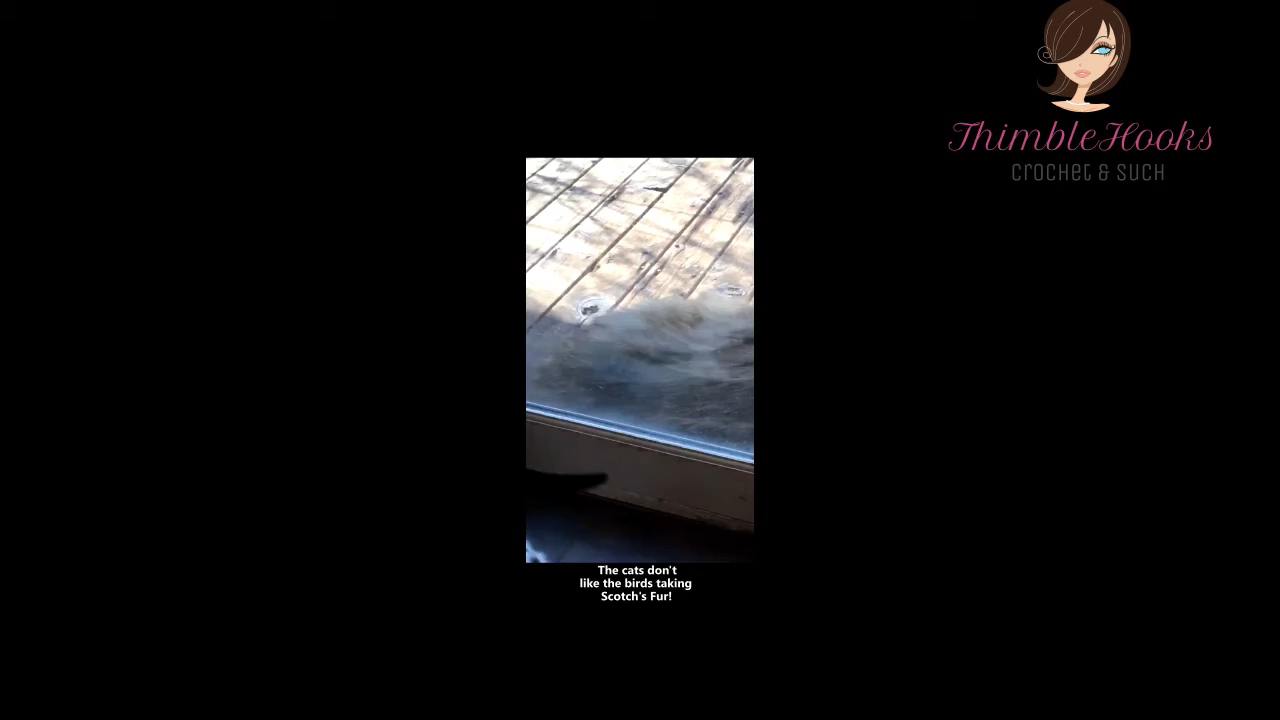 ThimbleHooks
Crochet & Such
The cats don't
like the birds taking
Scotch's Fur!